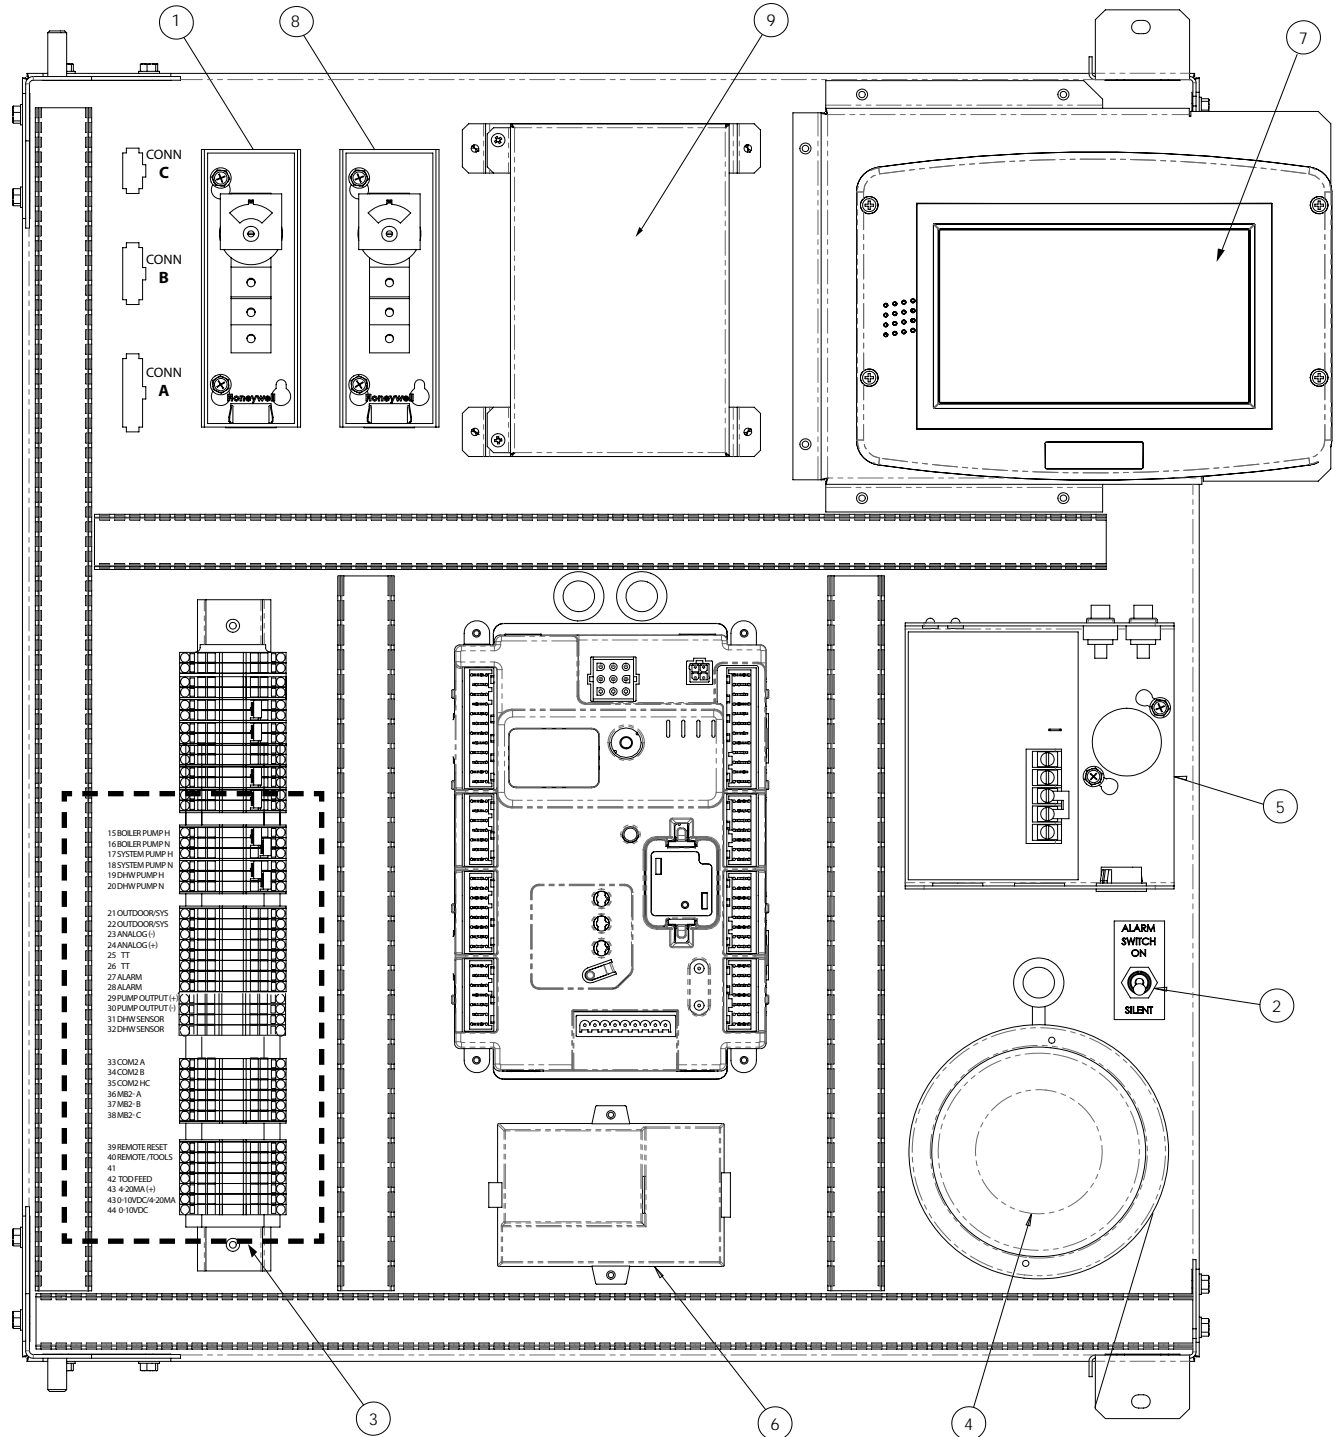 1
8
9
7
CONN
C
CONN
B
CONN
A
Honeywell
Honeywell
5
15 BOILER PUMP H
16 BOILER PUMP N
17 SYSTEM PUMP H
18 SYSTEM PUMP N
19 DHW PUMP H
20 DHW PUMP N
21 OUTDOOR/SYS
22 OUTDOOR/SYS
23 ANALOG (-)
24 ANALOG (+)
25 TT
26 TT
27 ALARM
28 ALARM
29 PUMP OUTPUT (+)
30 PUMP OUTPUT (-)
31 DHW SENSOR
32 DHW SENSOR
ALARM
SWITCH
ON
SILENT
2
33 COM2 A
34 COM2 B
35 COM2 HC
36 MB2- A
37 MB2- B
38 MB2- C
39 REMOTE RESET
40 REMOTE /TOOLS
41
42 TOD FEED
43 4-20MA (+)
43 0-10VDC/4-20MA
44 0-10VDC
3
6
4